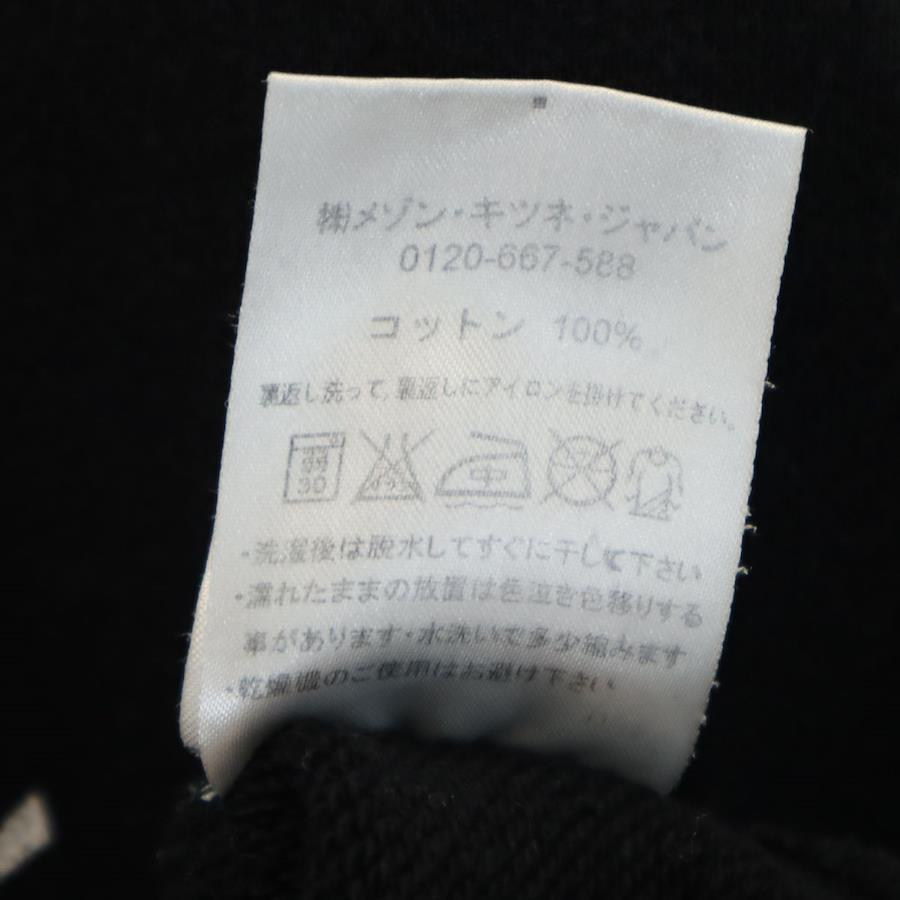 ㈱メゾン・キツネ・ジャパン
0120-667-588
コットン 100%
裏返し洗って、裏返しにアイロンを掛けてください。
30 中
・洗濯後は脱水してすぐに干して下さい
・濡れたままの放置は色泣き色移りする
事があります・水洗いで多少縮みます
・乾燥機のご使用はお避け下さい